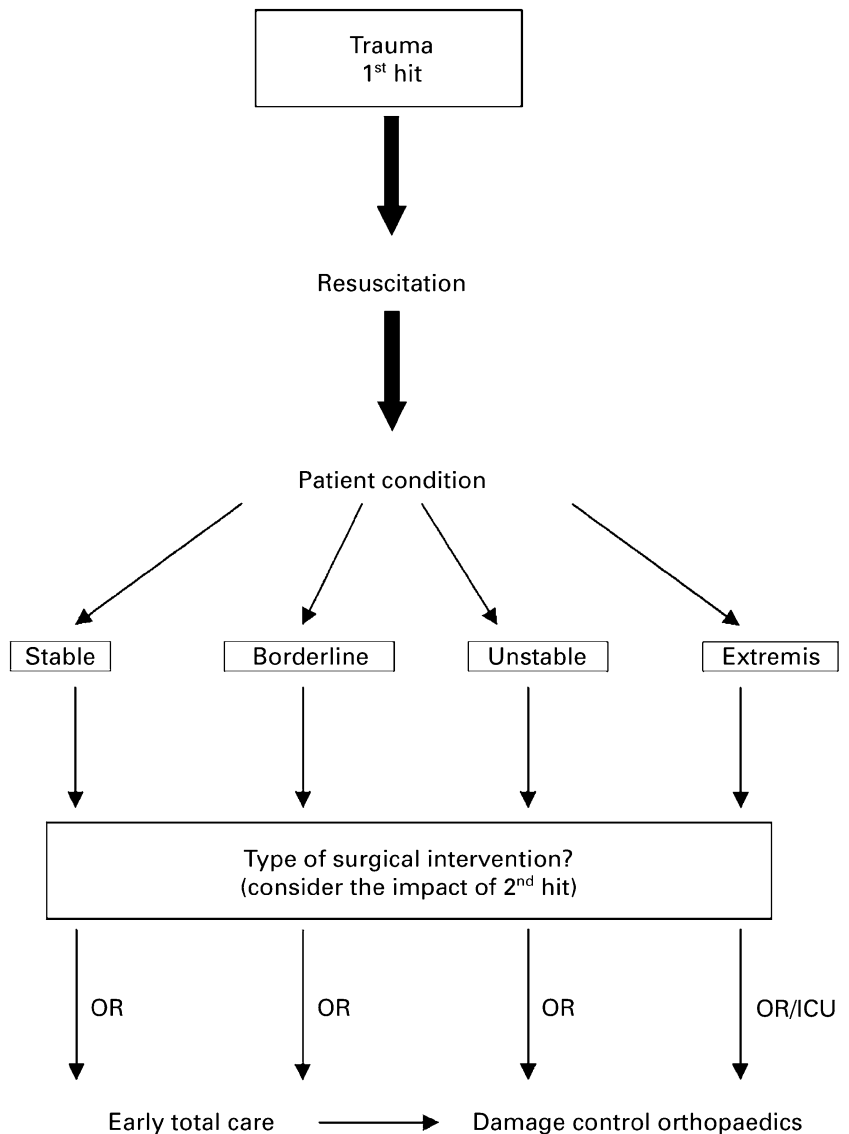 Trauma
1st hit
Resuscitation
Patient condition
Stable Borderline Unstable Extremis
Type of surgical intervention?
(consider the impact of 2nd hit)
OR OR OR OR/ICU
Early total care Damage control orthopaedics